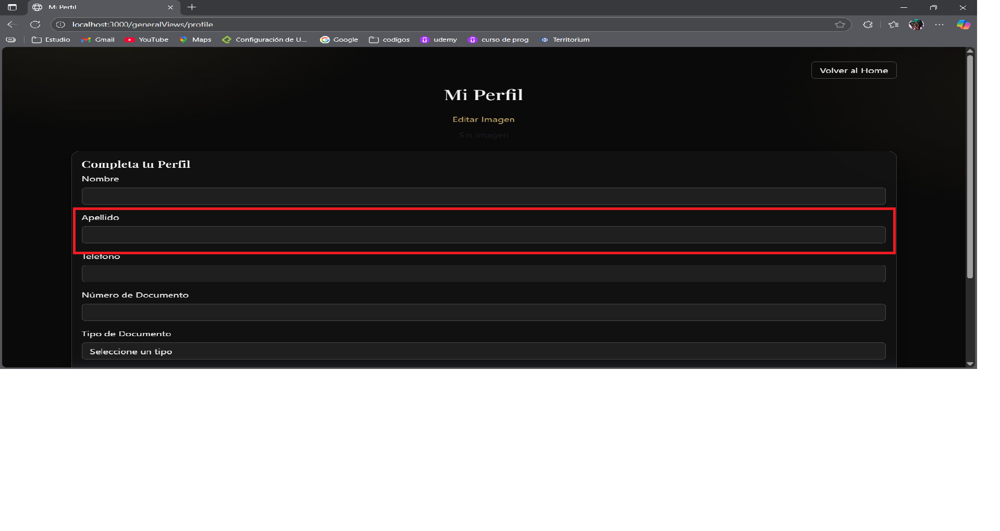 Mi Perfil
localhost:3000/generalViews/profile
Estudio Gmail YouTube Maps Configuración de U... Google codigos udemy curso de prog Territorium
Volver al Home
Mi Perfil
Editar Imagen
Sin imagen
Completa tu Perfil
Nombre
Apellido
Teléfono
Número de Documento
Tipo de Documento
Seleccione un tipo